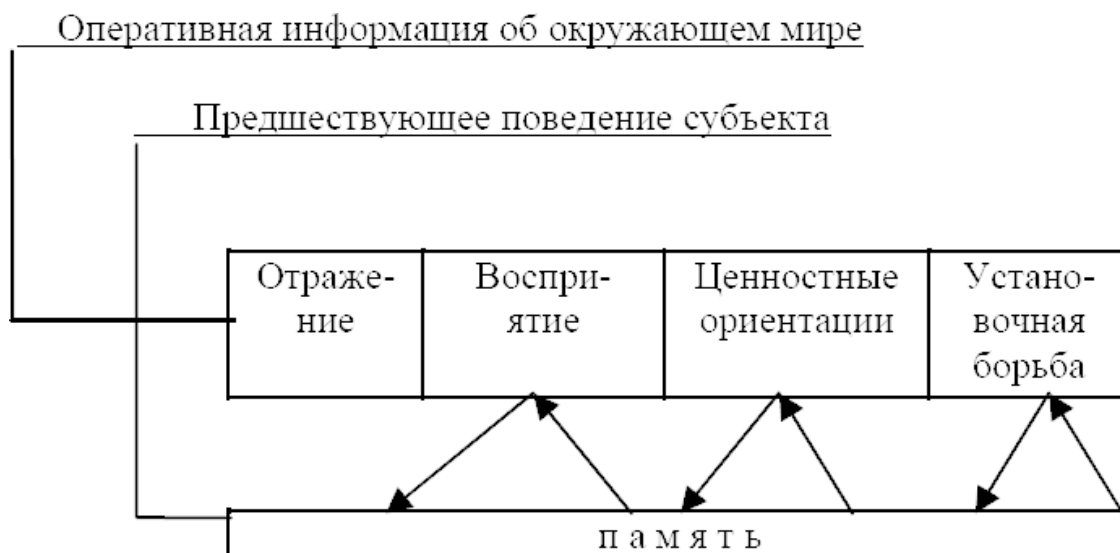 Оперативная информация об окружающем мире
Предшествующее поведение субъекта
Отраже-
ние
Воспри-
ятие
Ценностные
ориентации
Устано-
вочная
борьба
п а м я т ь